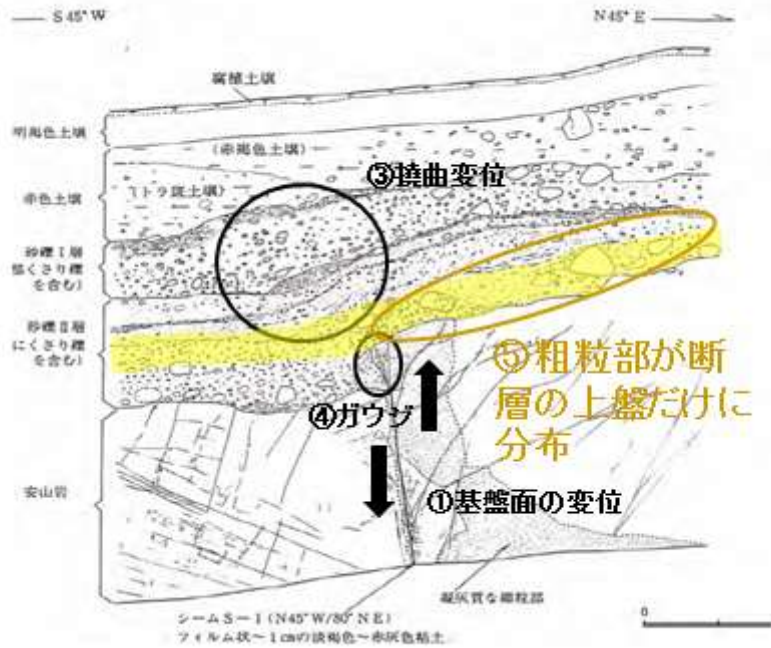 S 45° W
N45° E
腐植土壌
明褐色土壌
(赤褐色土壌)
③撓曲変位
赤色土壌
(トラ斑土壌)
砂礫Ⅰ層
くさり礫
を含む)
砂礫Ⅱ層
にくさり礫
を含む)
⑤粗粒部が断
層の上盤だけに
分布
④ガウジ
安山岩
①基盤面の変位
凝灰質な細粒部
シームS-1(N45°W/80°NE)
フィルム状~1cmの淡褐色~赤灰色粘土
0